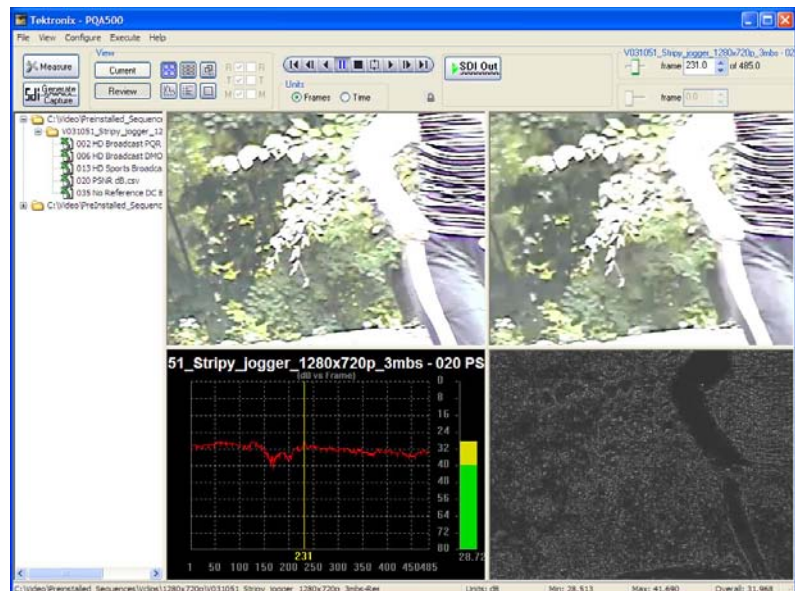 Tektronix - PQA500
File View Configure Execute Help
Measure
Generate
Capture
View
Current
Review
R R
T T
M M
Units
Frames Time
SDI Out
V031051_Stripy_jogger_1280x720p_3mbs - 02
frame 231.0 of 485.0
frame 0.0
C:\Video\Preinstalled_Sequenc
V031051_Stripy_jogger_12
002 HD Broadcast PQR
006 HD Broadcast DMO
013 HD Sports Broadca
020 PSNR dB.csv
035 No Reference DC B
C:\Video\PreInstalled_Sequenc
51_Stripy_jogger_1280x720p_3mbs - 020 PS
(dB vs Frame)
0
8
16
24
32
40
48
56
64
72
80
231
28.72
1 50 100 150 200 250 300 350 400 450 485
Units: dB Min: 28.513 Max: 41.690 Overall: 31.968